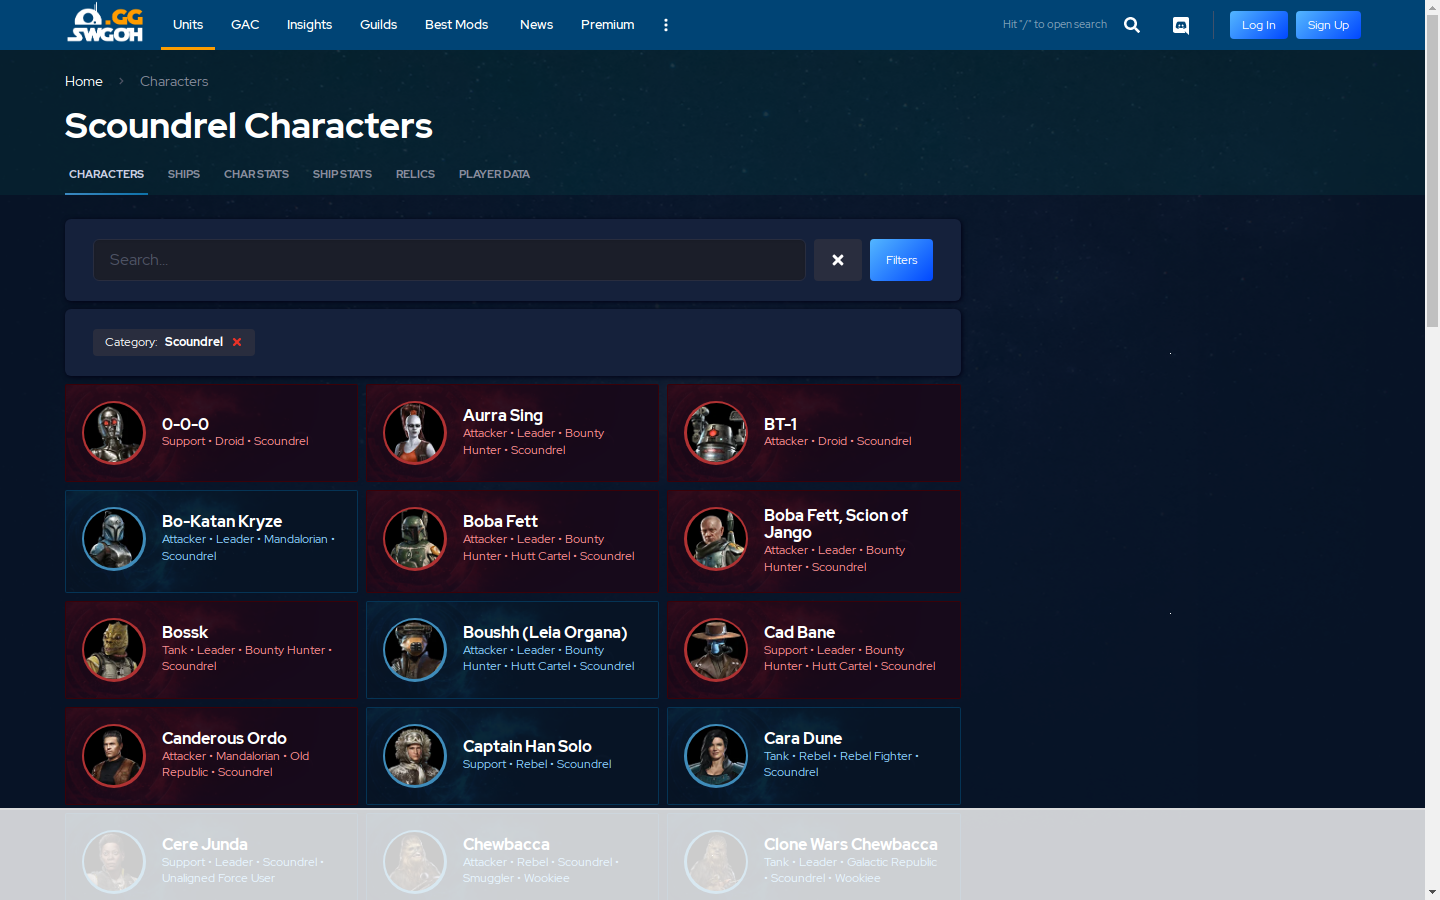 .GG
SWGOH
Units
GAC
Insights
Guilds
Best Mods
News
Premium
Hit "/" to open search
Log In
Sign Up
Home
Characters
Scoundrel Characters
CHARACTERS
SHIPS
CHAR STATS
SHIP STATS
RELICS
PLAYER DATA
Search...
Filters
Category: Scoundrel
0-0-0
Support • Droid • Scoundrel
Aurra Sing
Attacker • Leader • Bounty
Hunter • Scoundrel
BT-1
Attacker • Droid • Scoundrel
Bo-Katan Kryze
Attacker • Leader • Mandalorian •
Scoundrel
Boba Fett
Attacker • Leader • Bounty
Hunter • Hutt Cartel • Scoundrel
Boba Fett, Scion of
Jango
Attacker • Leader • Bounty
Hunter • Scoundrel
Bossk
Tank • Leader • Bounty Hunter •
Scoundrel
Boushh (Leia Organa)
Attacker • Leader • Bounty
Hunter • Hutt Cartel • Scoundrel
Cad Bane
Support • Leader • Bounty
Hunter • Hutt Cartel • Scoundrel
Canderous Ordo
Attacker • Mandalorian • Old
Republic • Scoundrel
Captain Han Solo
Support • Rebel • Scoundrel
Cara Dune
Tank • Rebel • Rebel Fighter •
Scoundrel
Cere Junda
Support • Leader • Scoundrel •
Unaligned Force User
Chewbacca
Attacker • Rebel • Scoundrel •
Smuggler • Wookiee
Clone Wars Chewbacca
Tank • Leader • Galactic Republic
• Scoundrel • Wookiee